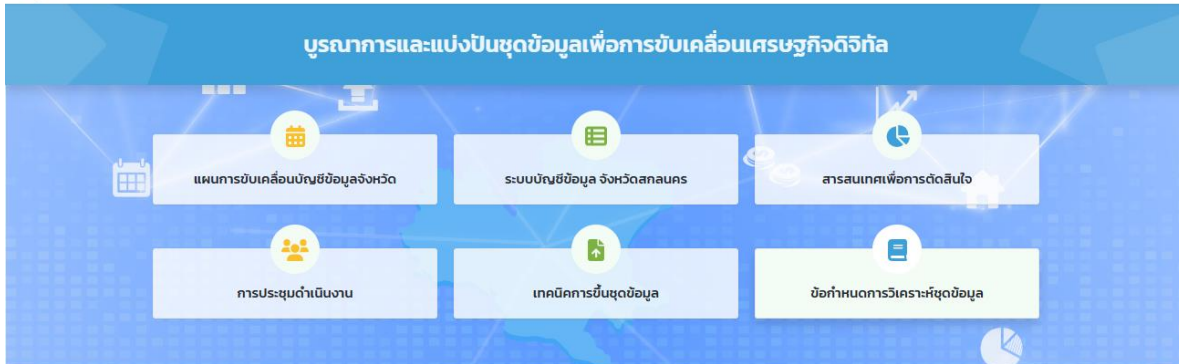 บูรณาการและแบ่งปันชุดข้อมูลเพื่อการขับเคลื่อนเศรษฐกิจดิจิทัล
แผนการขับเคลื่อนบัญชีข้อมูลจังหวัด
ระบบบัญชีข้อมูล จังหวัดสกลนคร
สารสนเทศเพื่อการตัดสินใจ
การประชุมดำเนินงาน
เทคนิคการขึ้นชุดข้อมูล
ข้อกำหนดการวิเคราะห์ชุดข้อมูล